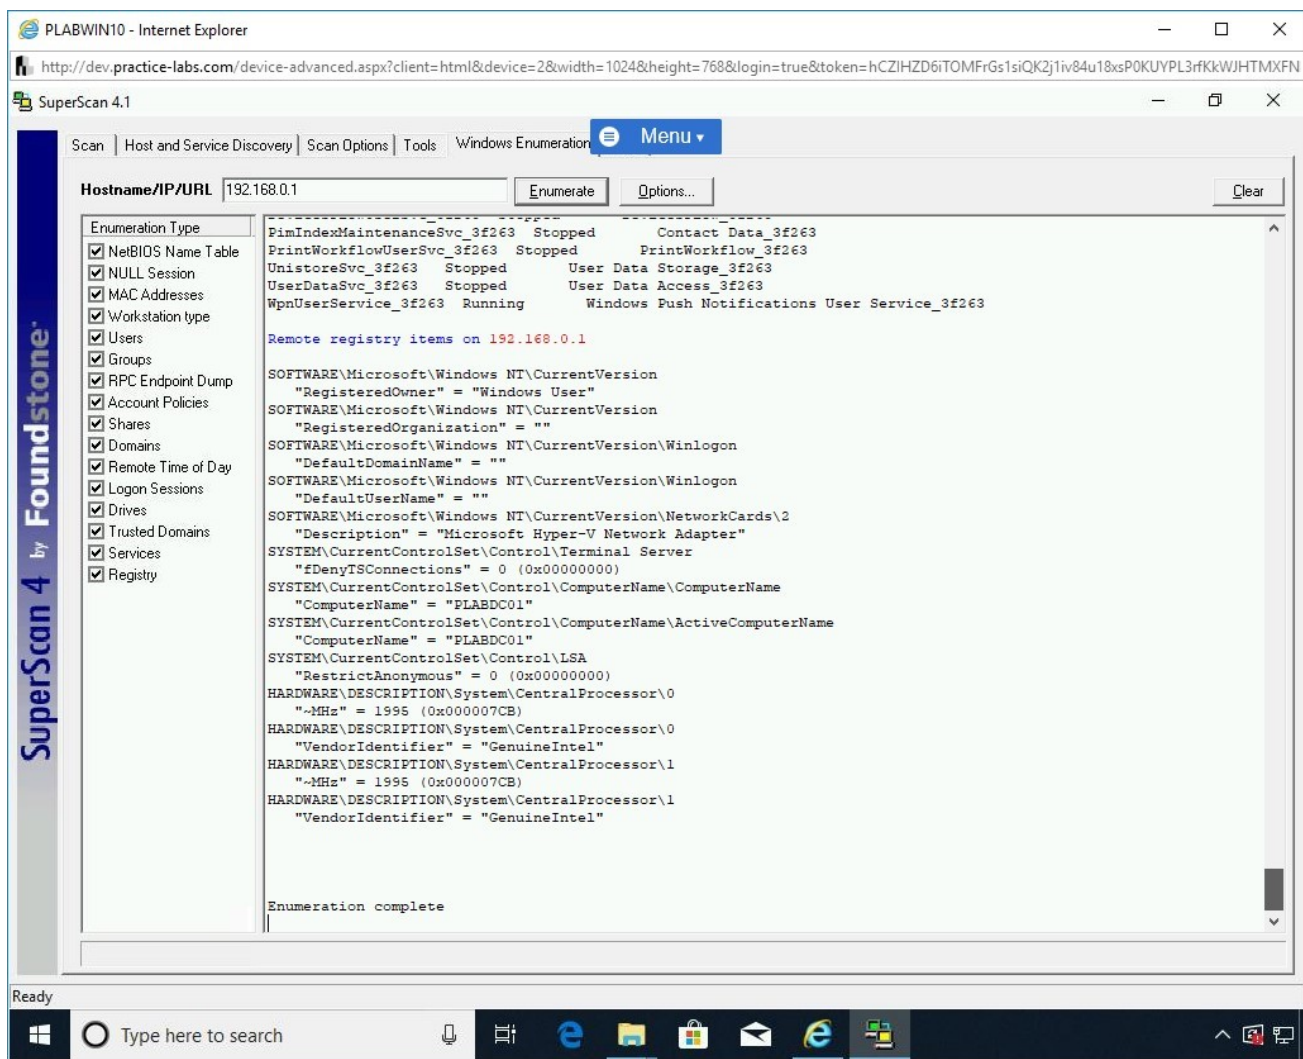 PLABWIN10 - Internet Explorer
http://dev.practice-labs.com/device-advanced.aspx?client=html&device=2&width=1024&height=768&login=true&token=hCZIHZD6iTOMFrGs1siQK2j1iv84u18xsP0KUYPL3rfKkWJHTMXFN
SuperScan 4.1
Scan Host and Service Discovery Scan Options Tools Windows Enumeration Menu
Hostname/IP/URL 192.168.0.1 Enumerate Options... Clear
Enumeration Type
NetBIOS Name Table
NULL Session
MAC Addresses
Workstation type
Users
Groups
RPC Endpoint Dump
Account Policies
Shares
Domains
Remote Time of Day
Logon Sessions
Drives
Trusted Domains
Services
Registry
PimIndexMaintenanceSvc_3f263 Stopped Contact Data_3f263
PrintWorkflowUserSvc_3f263 Stopped PrintWorkflow_3f263
UnistoreSvc_3f263 Stopped User Data Storage_3f263
UserDataSvc_3f263 Stopped User Data Access_3f263
WpnUserService_3f263 Running Windows Push Notifications User Service_3f263
Remote registry items on 192.168.0.1
SOFTWARE\Microsoft\Windows NT\CurrentVersion
"RegisteredOwner" = "Windows User"
SOFTWARE\Microsoft\Windows NT\CurrentVersion
"RegisteredOrganization" = ""
SOFTWARE\Microsoft\Windows NT\CurrentVersion\Winlogon
"DefaultDomainName" = ""
SOFTWARE\Microsoft\Windows NT\CurrentVersion\Winlogon
"DefaultUserName" = ""
SOFTWARE\Microsoft\Windows NT\CurrentVersion\NetworkCards\2
"Description" = "Microsoft Hyper-V Network Adapter"
SYSTEM\CurrentControlSet\Control\Terminal Server
"fDenyTSConnections" = 0 (0x00000000)
SYSTEM\CurrentControlSet\Control\ComputerName\ComputerName
"ComputerName" = "PLABDC01"
SYSTEM\CurrentControlSet\Control\ComputerName\ActiveComputerName
"ComputerName" = "PLABDC01"
SYSTEM\CurrentControlSet\Control\LSA
"RestrictAnonymous" = 0 (0x00000000)
HARDWARE\DESCRIPTION\System\CentralProcessor\0
"~MHz" = 1995 (0x000007CB)
HARDWARE\DESCRIPTION\System\CentralProcessor\0
"VendorIdentifier" = "GenuineIntel"
HARDWARE\DESCRIPTION\System\CentralProcessor\1
"~MHz" = 1995 (0x000007CB)
HARDWARE\DESCRIPTION\System\CentralProcessor\1
"VendorIdentifier" = "GenuineIntel"
Enumeration complete
SuperScan 4 by Foundstone
Ready
Type here to search